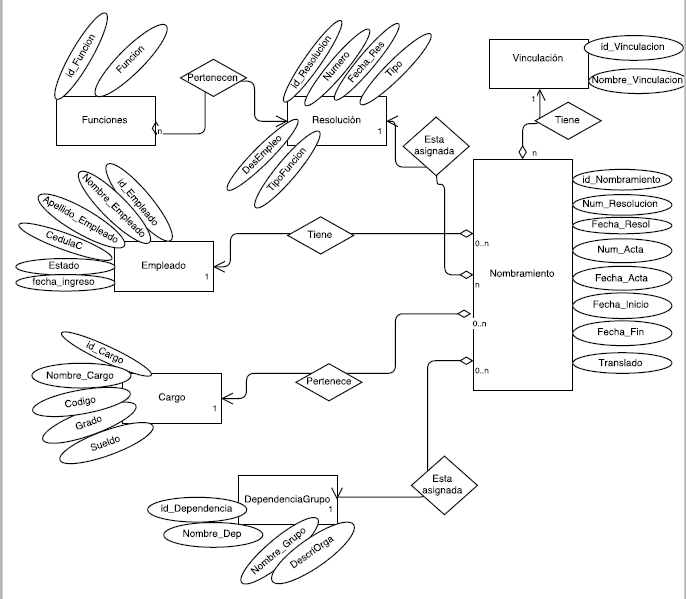 id_Funcion
Funcion
Pertenecen
id_Resolucion
Numero
Fecha_Res
Tipo
Vinculación
id_Vinculacion
Nombre_Vinculacion
Funciones
n
Resolución
1
1
Tiene
n
Esta
asignada
DesEmpleo
TipoFuncion
id_Empleado
Nombre_Empleado
Apellido_Empleado
CedulaC
Estado
fecha_ingreso
Empleado
1
Tiene
0..n
n
0..n
0..n
Nombramiento
id_Nombramiento
Num_Resolucion
Fecha_Resol
Num_Acta
Fecha_Acta
Fecha_Inicio
Fecha_Fin
Translado
id_Cargo
Nombre_Cargo
Codigo
Grado
Sueldo
Cargo
1
Pertenece
Esta
asignada
DependenciaGrupo
1
id_Dependencia
Nombre_Dep
Nombre_Grupo
DescriOrga